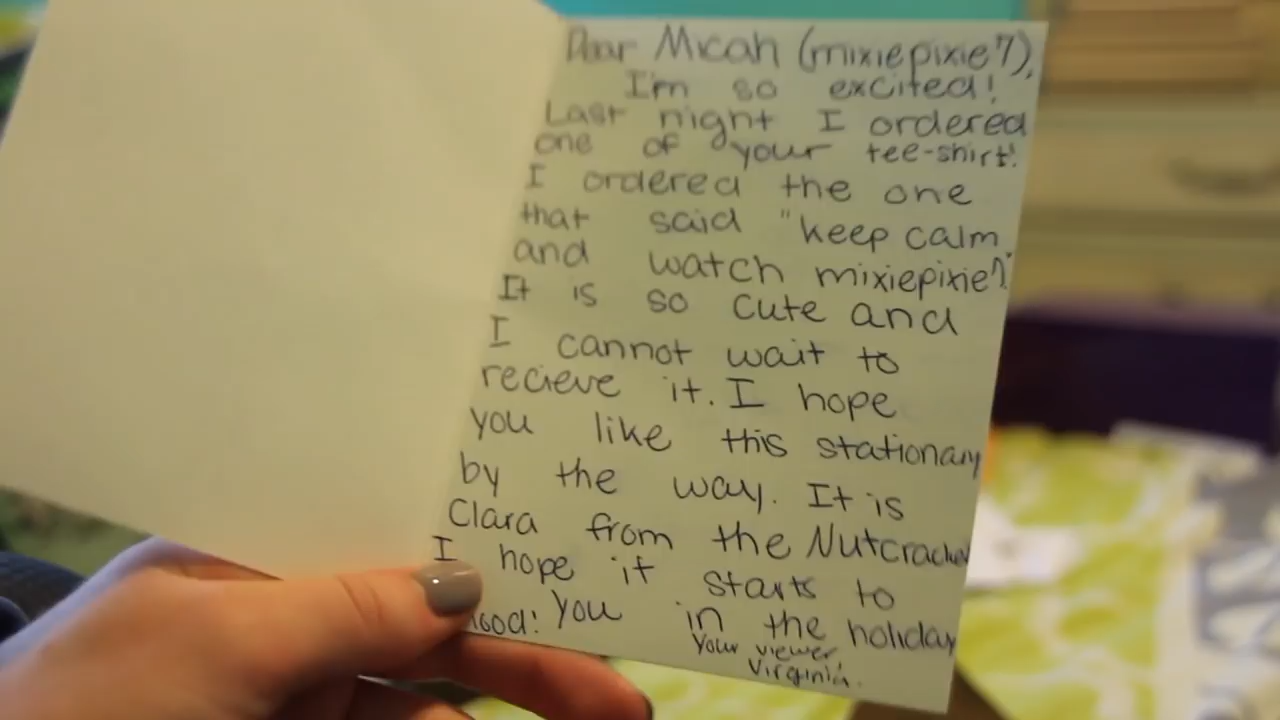 Dear Micah (mixiepixie7),
I'm so excited!
Last night I ordered
one of your tee-shirt!
I ordered the one
that said "keep calm
and watch mixiepixie7."
It is so cute and
I cannot wait to
recieve it. I hope
you like this stationary
by the way. It is
Clara from the Nutcracker
I hope it starts to
you in the holiday
mood!
Your viewer
Virginia.